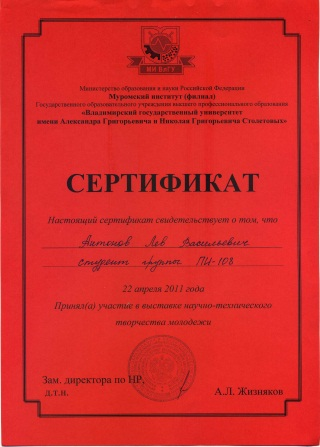 МИ ВлГУ
Министерство образования и науки Российской Федерации
Муромский институт (филиал)
Государственного образовательного учреждения высшего профессионального образования
«Владимирский государственный университет
имени Александра Григорьевича и Николая Григорьевича Столетовых»
СЕРТИФИКАТ
Настоящий сертификат свидетельствует о том, что
Антонов Лев Васильевич
студент группы ПИ-108
22 апреля 2011 года
Принял(а) участие в выставке научно-технического
творчества молодежи
Зам. директора по НР,
д.т.н.
А.Л. Жизняков